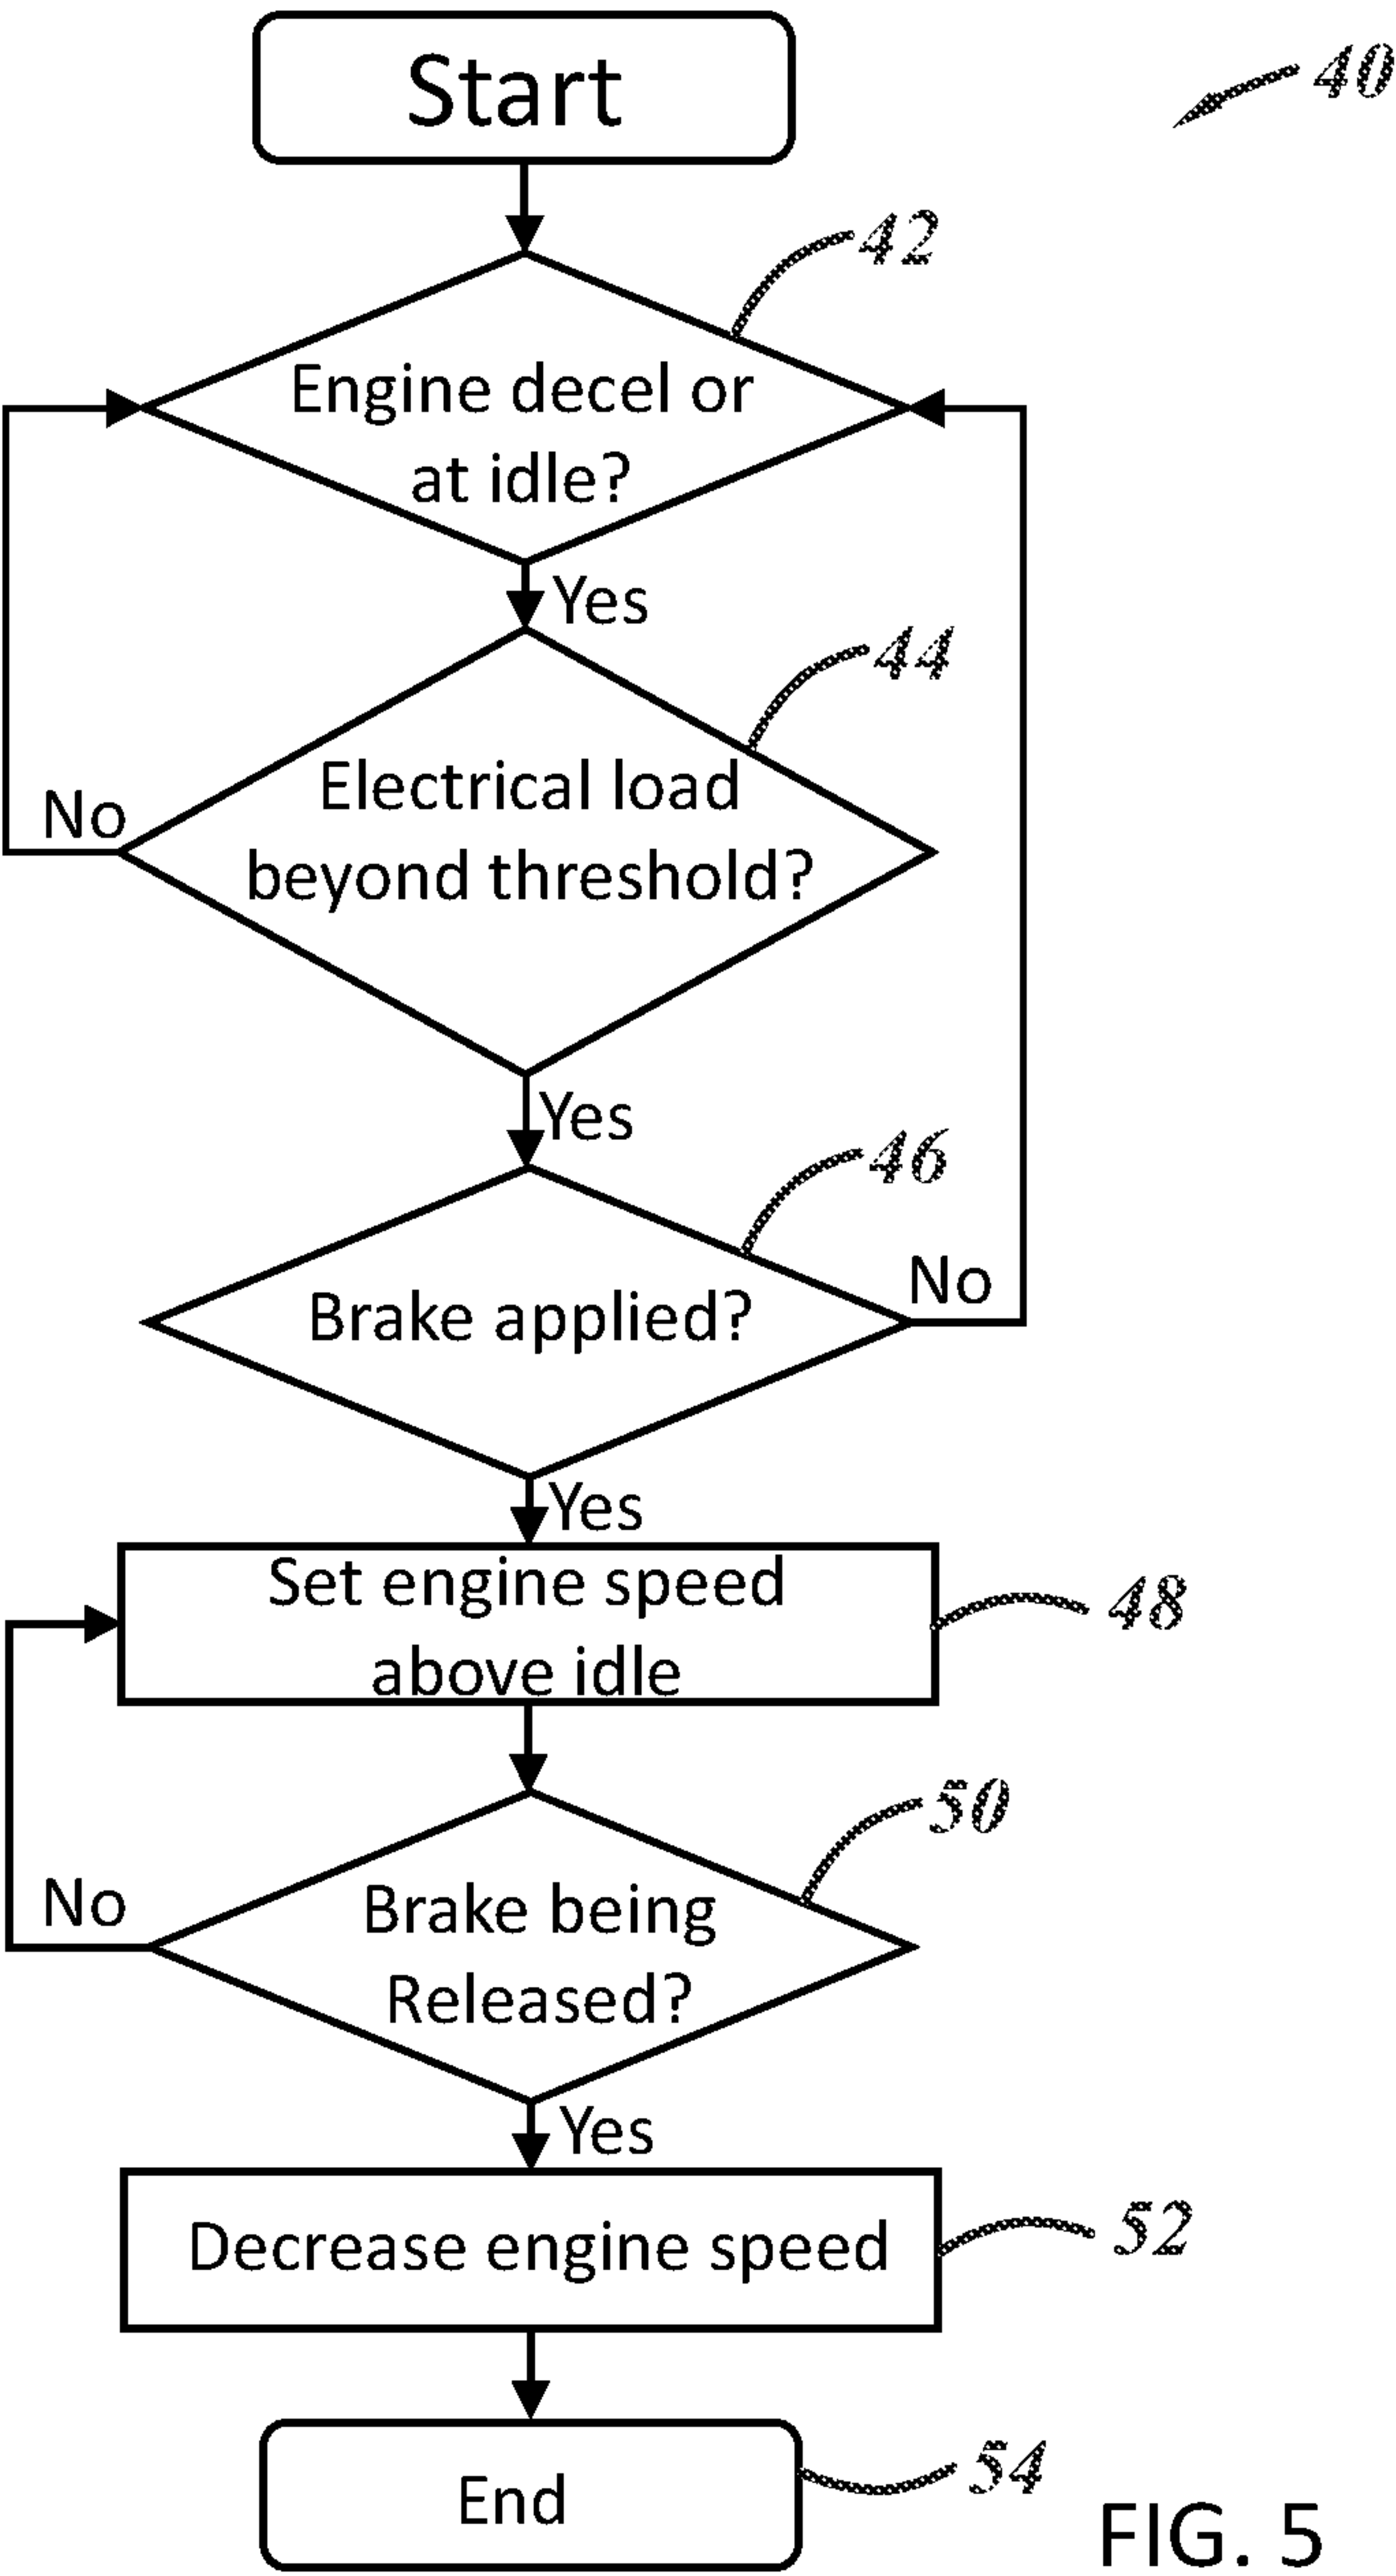 Start
40
42
Engine decel or
at idle?
Yes
44
Electrical load
beyond threshold?
No
Yes
46
Brake applied?
No
Yes
Set engine speed
above idle
48
50
Brake being
Released?
No
Yes
Decrease engine speed
52
End
54
FIG. 5